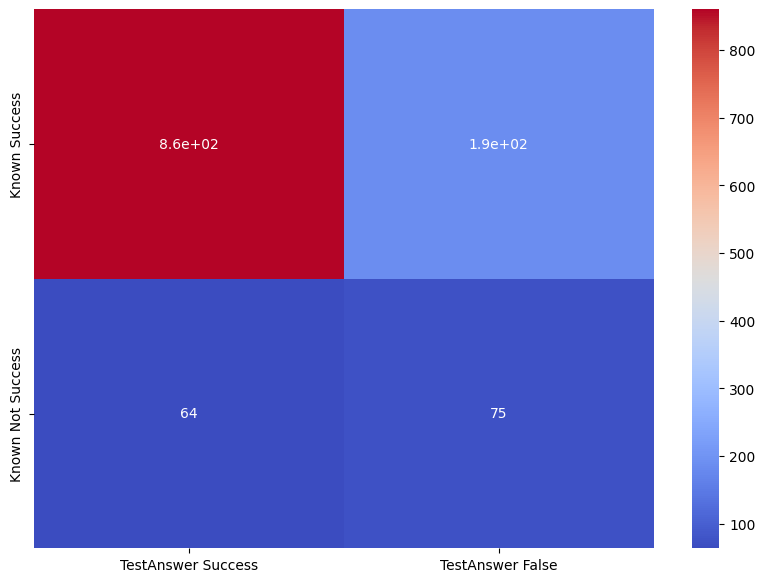 Known Success
8.6e+02
1.9e+02
Known Not Success
64
75
TestAnswer Success
TestAnswer False
800
700
600
500
400
300
200
100